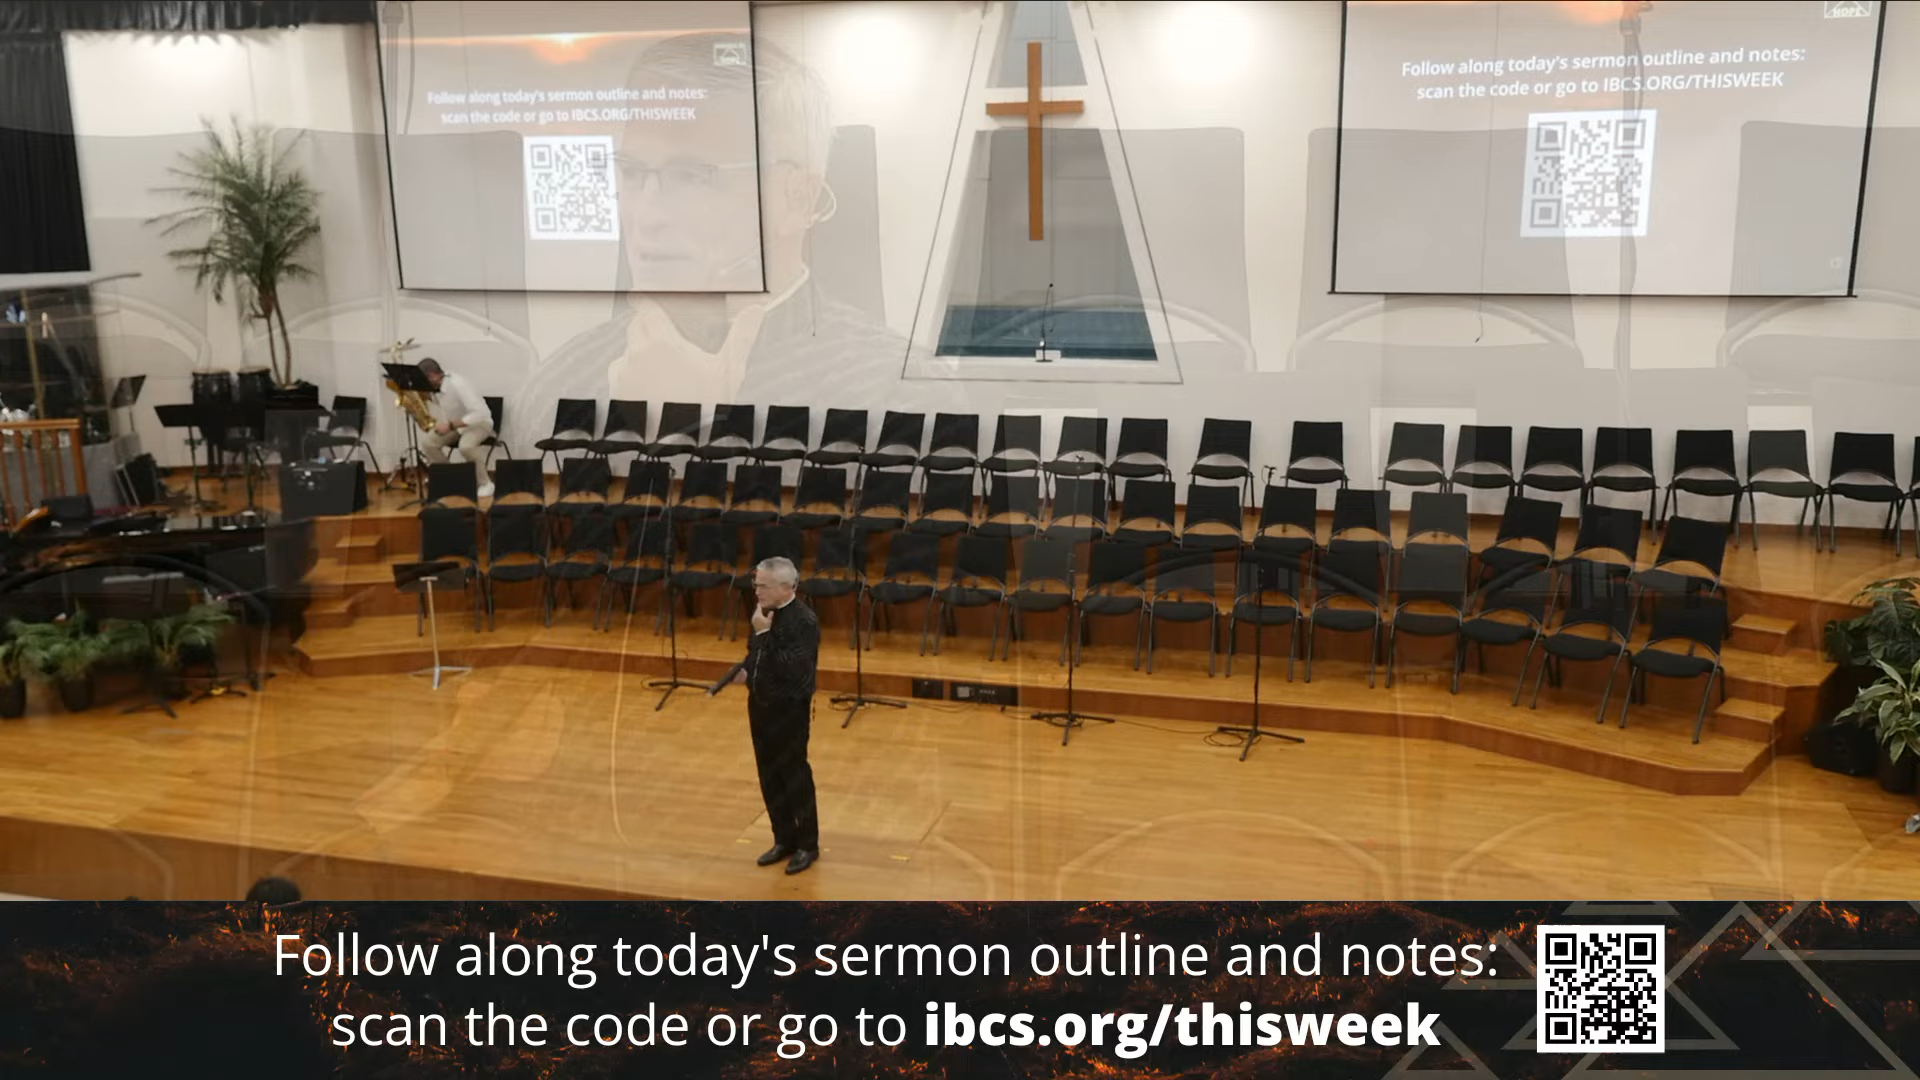 HOPE
Follow along today's sermon outline and notes:
scan the code or go to IBCS.ORG/THISWEEK
HOPE
Follow along today's sermon outline and notes:
scan the code or go to IBCS.ORG/THISWEEK
Follow along today's sermon outline and notes:
scan the code or go to ibcs.org/thisweek